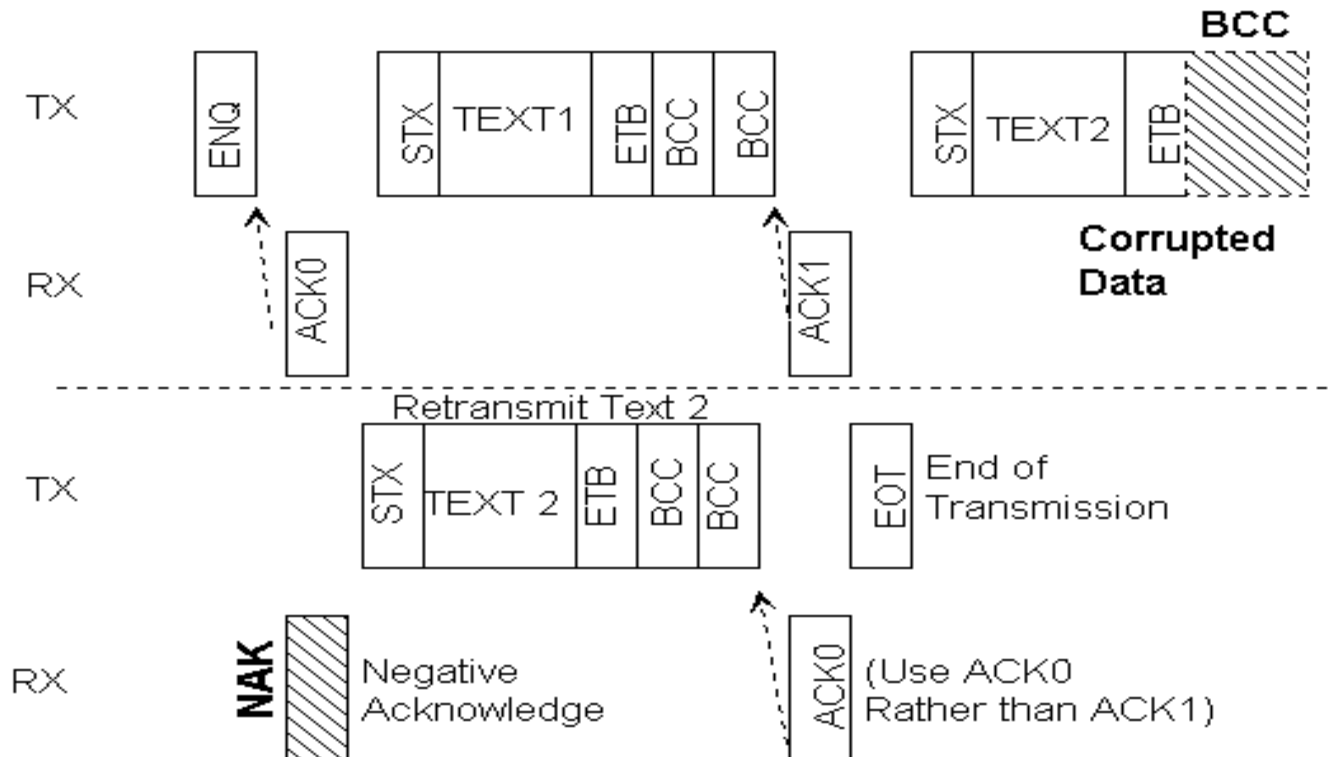 BCC
TX
ENQ
STX
TEXT1
ETB
BCC
BCC
STX
TEXT2
ETB
Corrupted
Data
RX
ACK0
ACK1
Retransmit Text 2
TX
STX
TEXT 2
ETB
BCC
BCC
EOT
End of
Transmission
RX
NAK
Negative
Acknowledge
ACK0
(Use ACK0
Rather than ACK1)